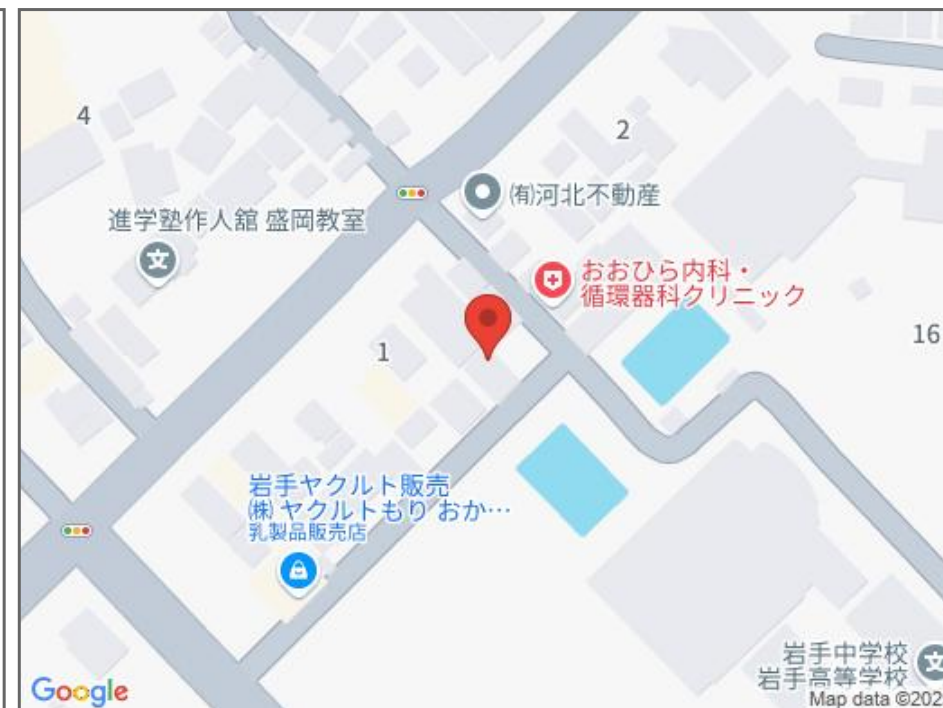 4
2
㈲河北不動産
進学塾作人舘 盛岡教室
おおひら内科・
循環器科クリニック
16
1
岩手ヤクルト販売
㈱ ヤクルトもり おか…
乳製品販売店
岩手中学校
岩手高等学校
Google
Map data ©202